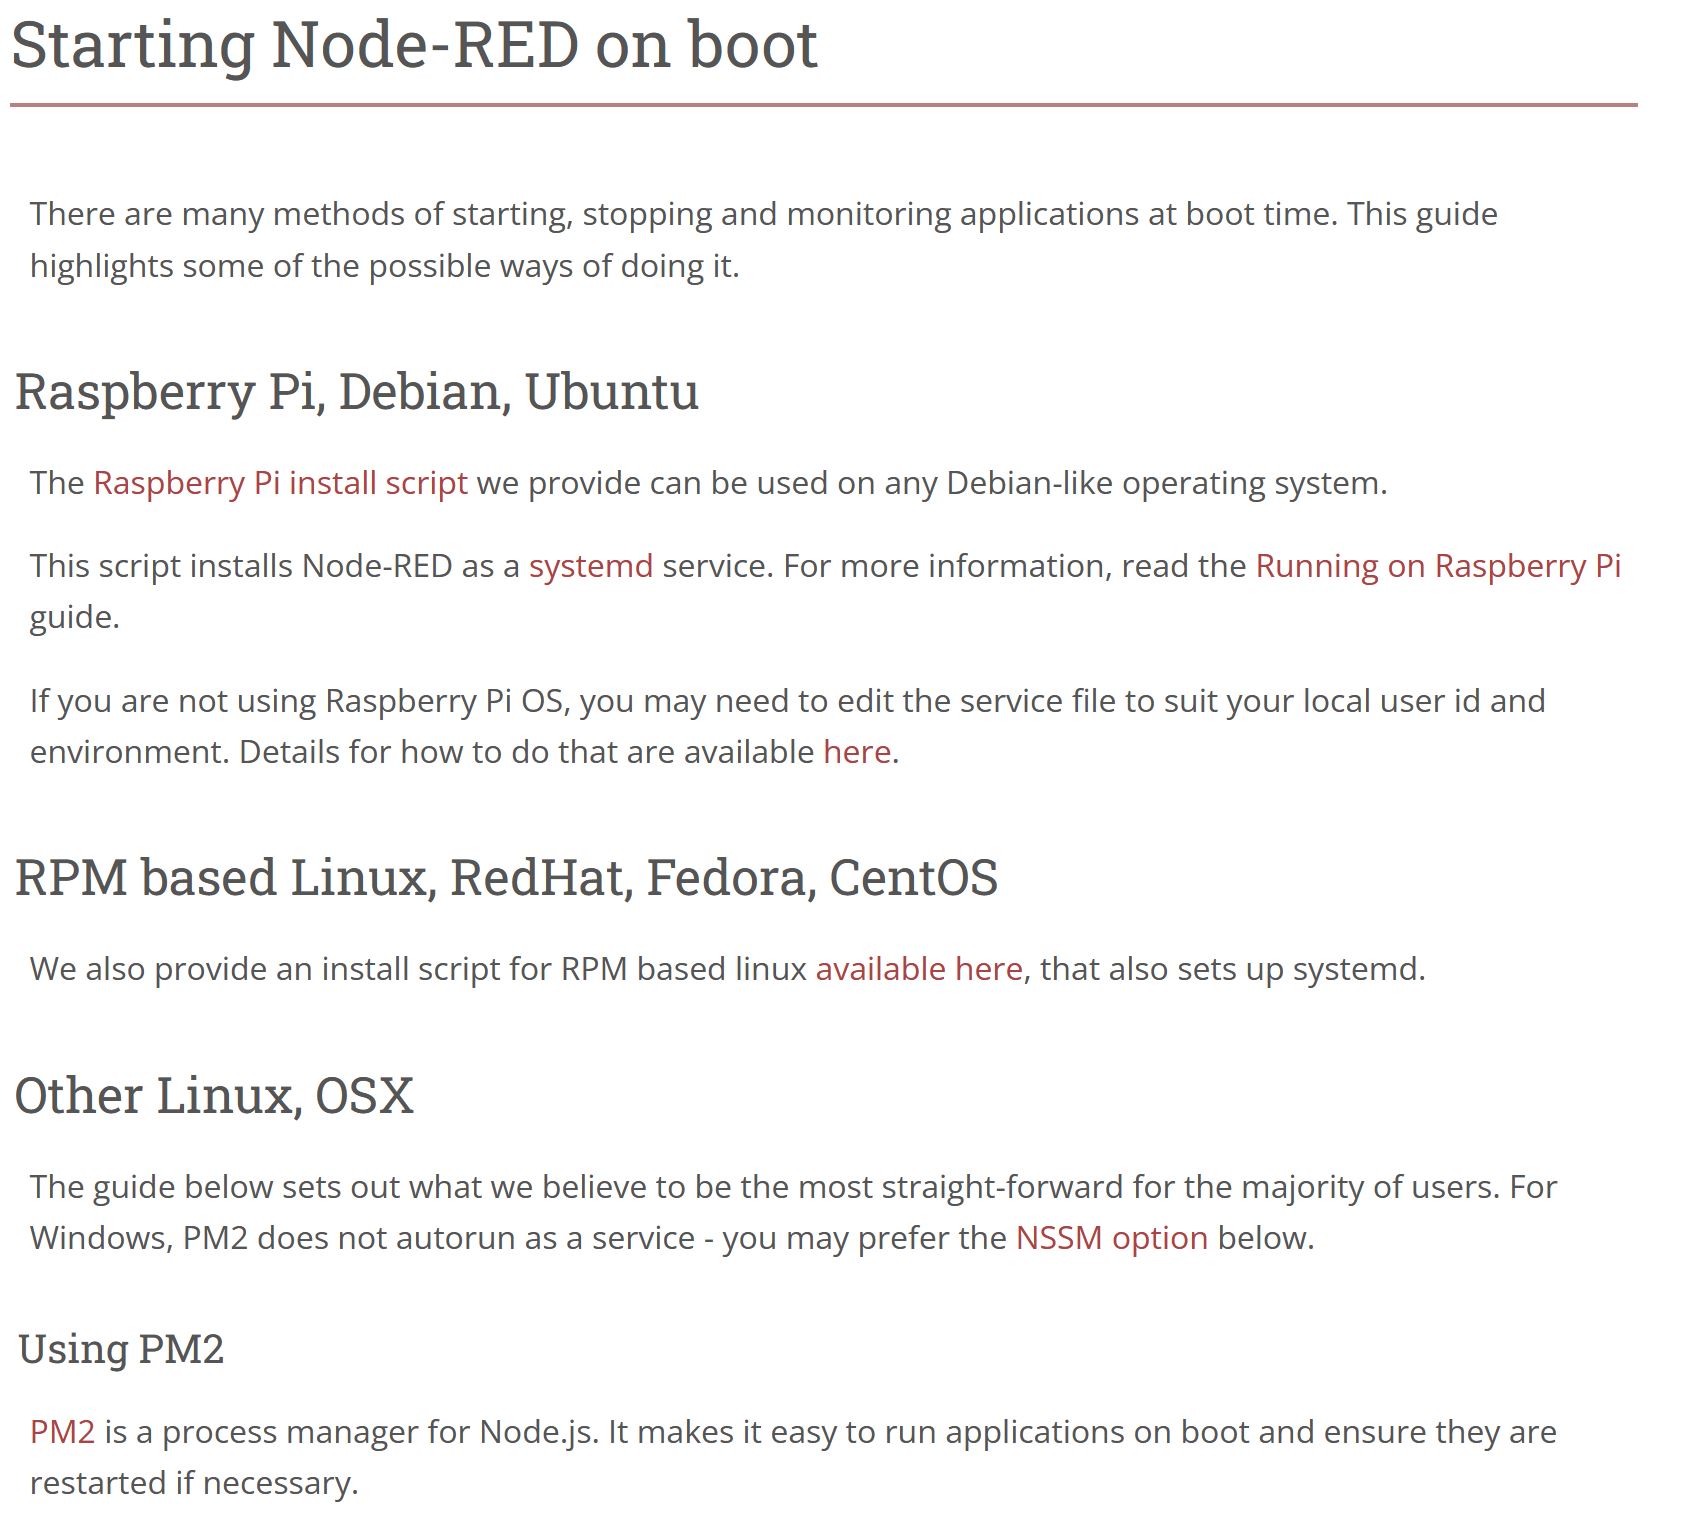 Starting Node-RED on boot
There are many methods of starting, stopping and monitoring applications at boot time. This guide
highlights some of the possible ways of doing it.
Raspberry Pi, Debian, Ubuntu
The Raspberry Pi install script we provide can be used on any Debian-like operating system.
This script installs Node-RED as a systemd service. For more information, read the Running on Raspberry Pi
guide.
If you are not using Raspberry Pi OS, you may need to edit the service file to suit your local user id and
environment. Details for how to do that are available here.
RPM based Linux, RedHat, Fedora, CentOS
We also provide an install script for RPM based linux available here, that also sets up systemd.
Other Linux, OSX
The guide below sets out what we believe to be the most straight-forward for the majority of users. For
Windows, PM2 does not autorun as a service - you may prefer the NSSM option below.
Using PM2
PM2 is a process manager for Node.js. It makes it easy to run applications on boot and ensure they are
restarted if necessary.